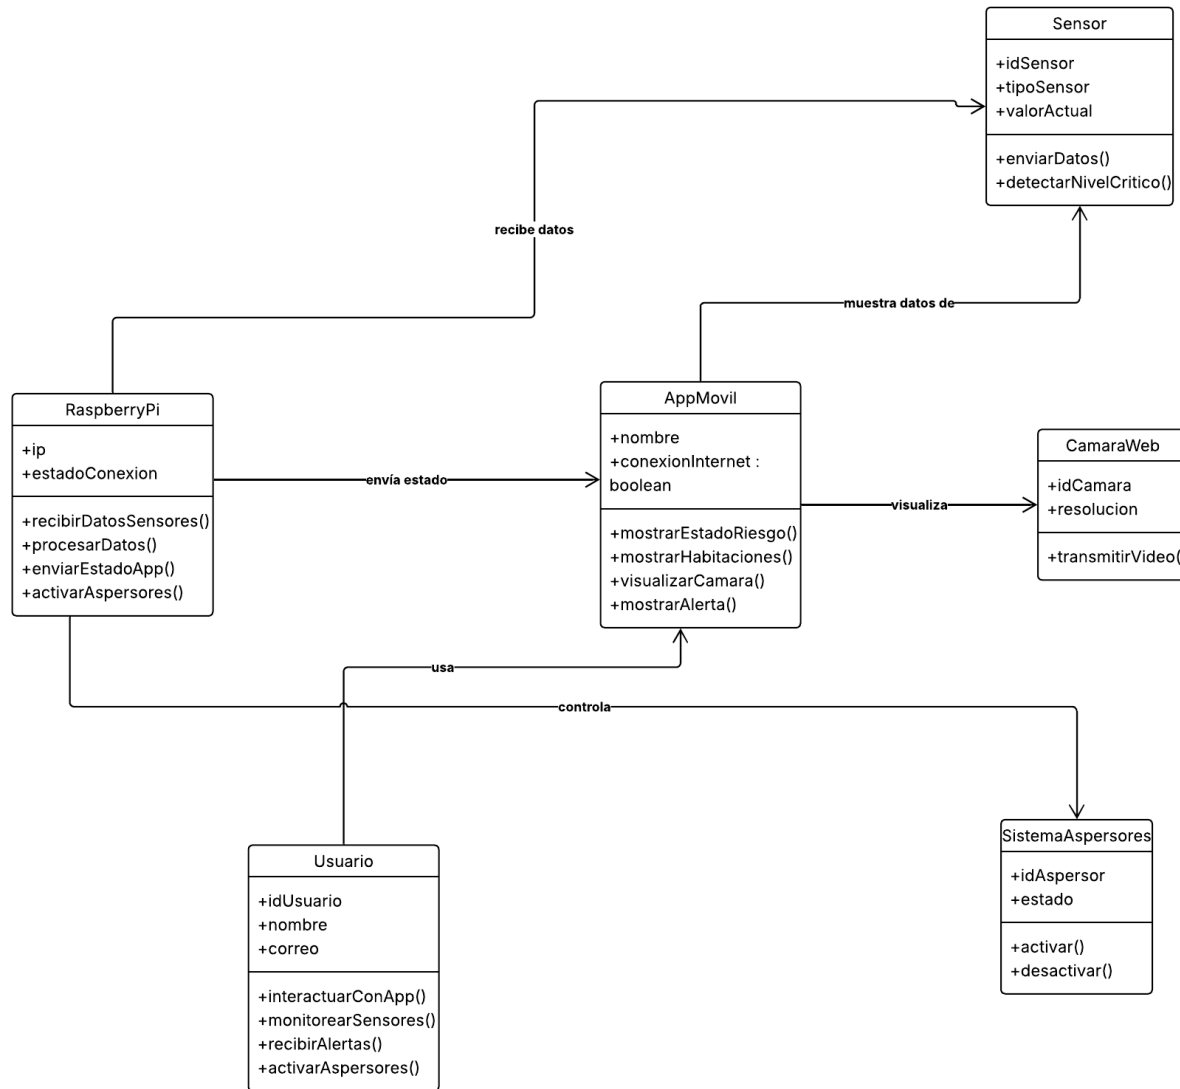 Sensor
+idSensor
+tipoSensor
+valorActual
+enviarDatos()
+detectarNivelCritico()
recibe datos
muestra datos de
RaspberryPi
+ip
+estadoConexion
+recibirDatosSensores()
+procesarDatos()
+enviarEstadoApp()
+activarAspersores()
envía estado
AppMovil
+nombre
+conexionInternet :
boolean
+mostrarEstadoRiesgo()
+mostrarHabitaciones()
+visualizarCamara()
+mostrarAlerta()
visualiza
CamaraWeb
+idCamara
+resolucion
+transmitirVideo(
usa
controla
Usuario
+idUsuario
+nombre
+correo
+interactuarConApp()
+monitorearSensores()
+recibirAlertas()
+activarAspersores()
SistemaAspersores
+idAspersor
+estado
+activar()
+desactivar()